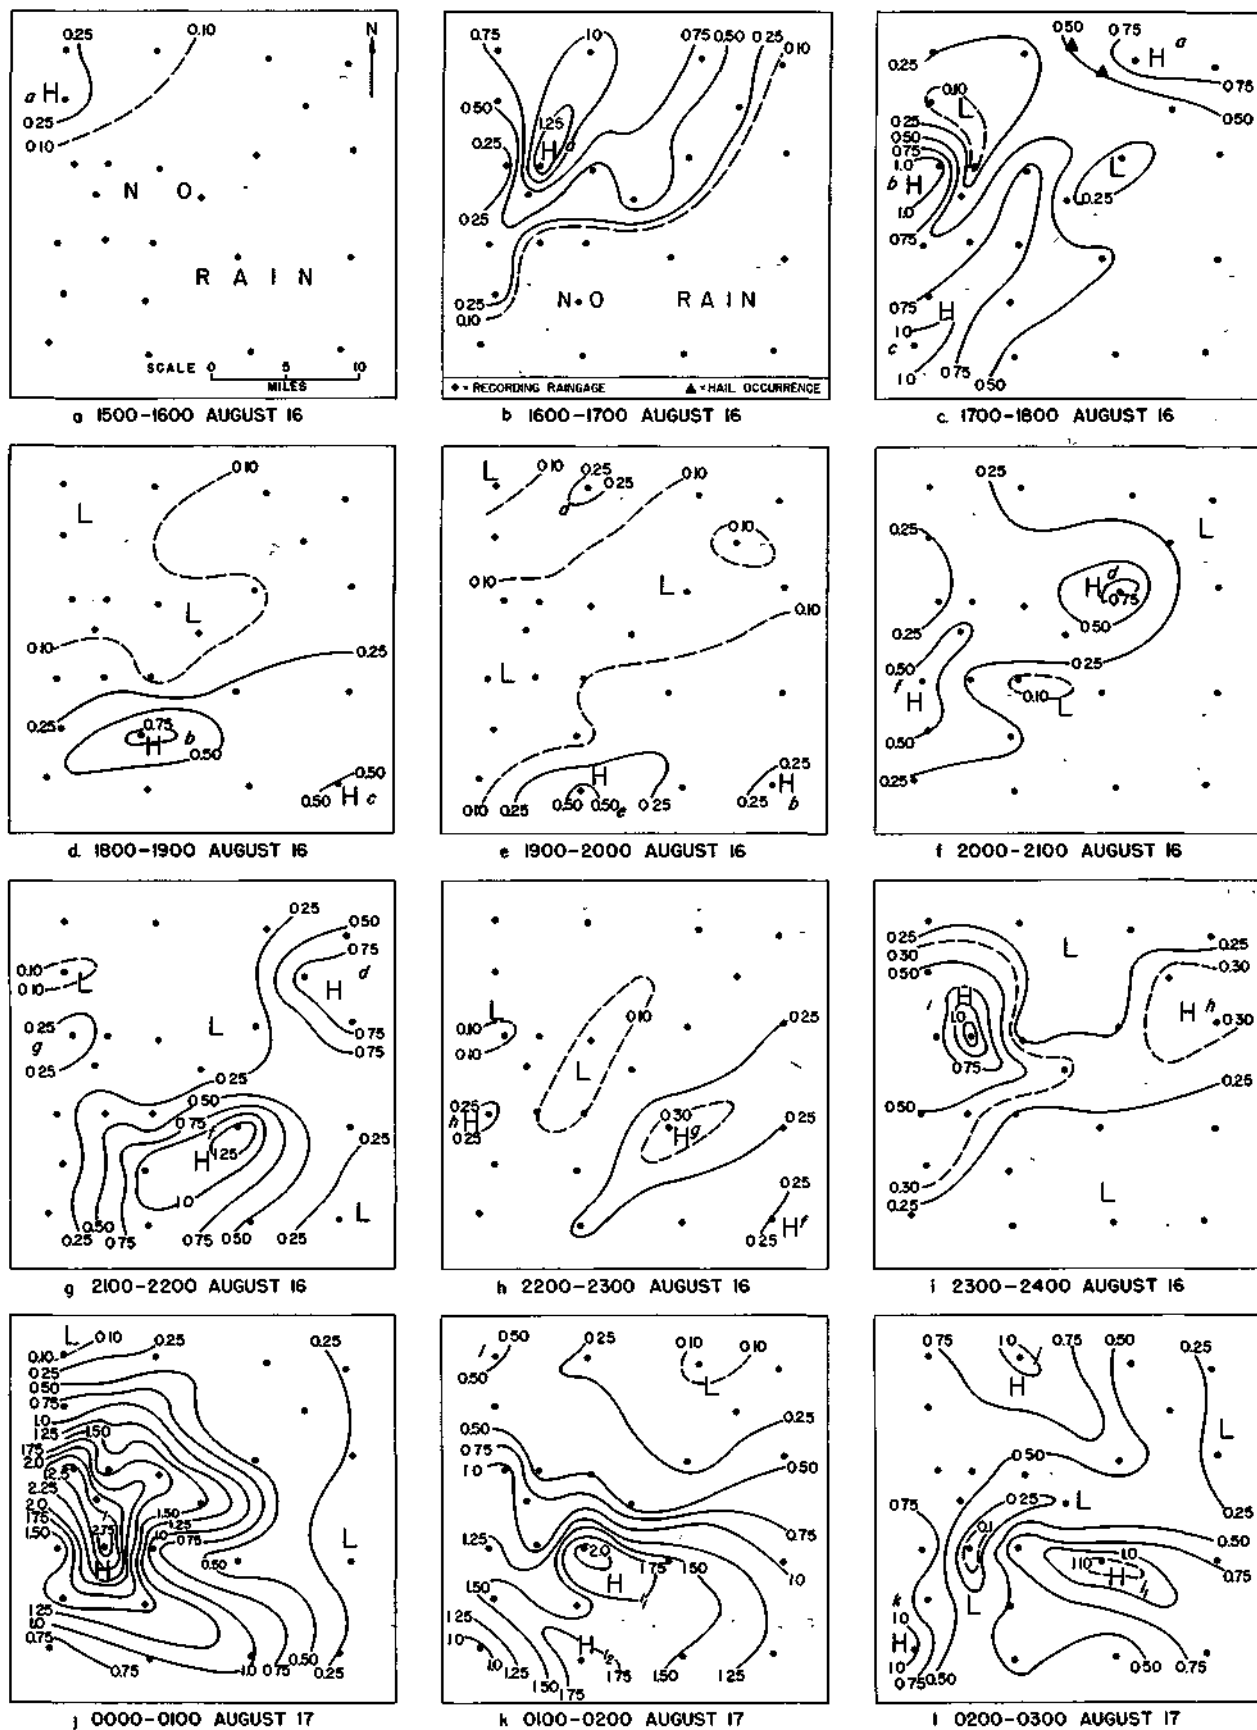 0.25 0.10 N
a H
0.25
0.10
N O
R A I N
SCALE 0 5 10
MILES
a 1500-1600 AUGUST 16
0.75 1.0 0.75 0.50 0.25
0.10
0.50
1.25
0.25 H a
0.25
0.25
0.10
NO RAIN
• = RECORDING RAINGAGE ▲ = HAIL OCCURRENCE
b 1600-1700 AUGUST 16
0.50 0.75 a
0.25 H
0.10 0.75
L 0.50
0.25
0.50
0.75
1.0 L
b H 0.25
1.0
0.75
0.75
H
1.0
c 0.75
1.0 0.50
c. 1700-1800 AUGUST 16
0.10
L
L
0.10 0.25
0.25 0.75
H b
0.50 0.50
0.50 H c
d. 1800-1900 AUGUST 16
L 0.10 0.25 0.10
0.25
d
0.10
0.10 L
0.10
L
H 0.25
0.10 0.25 0.50 0.50 0.25 0.25 H
e b
e 1900-2000 AUGUST 16
0.25
0.25 L
H d
0.75
0.25 0.50
0.50 0.25
f H 0.10 L
0.50
0.25
f 2000-2100 AUGUST 16
0.25 0.50
0.10 0.75
0.10 L H d
0.25 L 0.75
g 0.75
0.25 0.25
0.50
0.75 f 0.25
H 1.25
1.0 L
0.50
0.25 0.75 0.75 0.50 0.25
g 2100-2200 AUGUST 16
L 0.10
0.10 0.25
0.10 L
0.25 0.30
h H 0.25
0.25 H g
0.25
0.25 H f
h 2200-2300 AUGUST 16
0.25 L 0.25
0.30 0.30
0.50
i H H h
1.0 0.30
0.75
0.25
0.50
0.30 L
0.25
i 2300-2400 AUGUST 16
L 0.10 0.25 0.25
0.10
0.25
0.50
0.75
1.0
1.25 1.50
1.75
2.0
2.25
2.0 1.50
1.75 1.25
1.50 2.75 1.0 L
0.75
H 0.50
1.25
1.0
0.75 0.75 1.0 0.75 0.50 0.25
j 0000-0100 AUGUST 17
0.50 0.25 0.10 0.10
0.50 L
0.25
0.50
0.75 0.50
1.0
0.75
1.25 2.0
1.75 1.50 1.0
1.50 H
1.25
1.0 H
1.0 1.25 1.50 1.75 1.75 1.50 1.25
k 0100-0200 AUGUST 17
0.75 1.0 0.75 0.50 0.25
H
L
0.50
0.75 0.25 L 0.25
0.1 0.50
1.0
1.10 H 0.75
k L
1.0
H
1.0
0.75 0.50 0.50 0.75
l 0200-0300 AUGUST 17